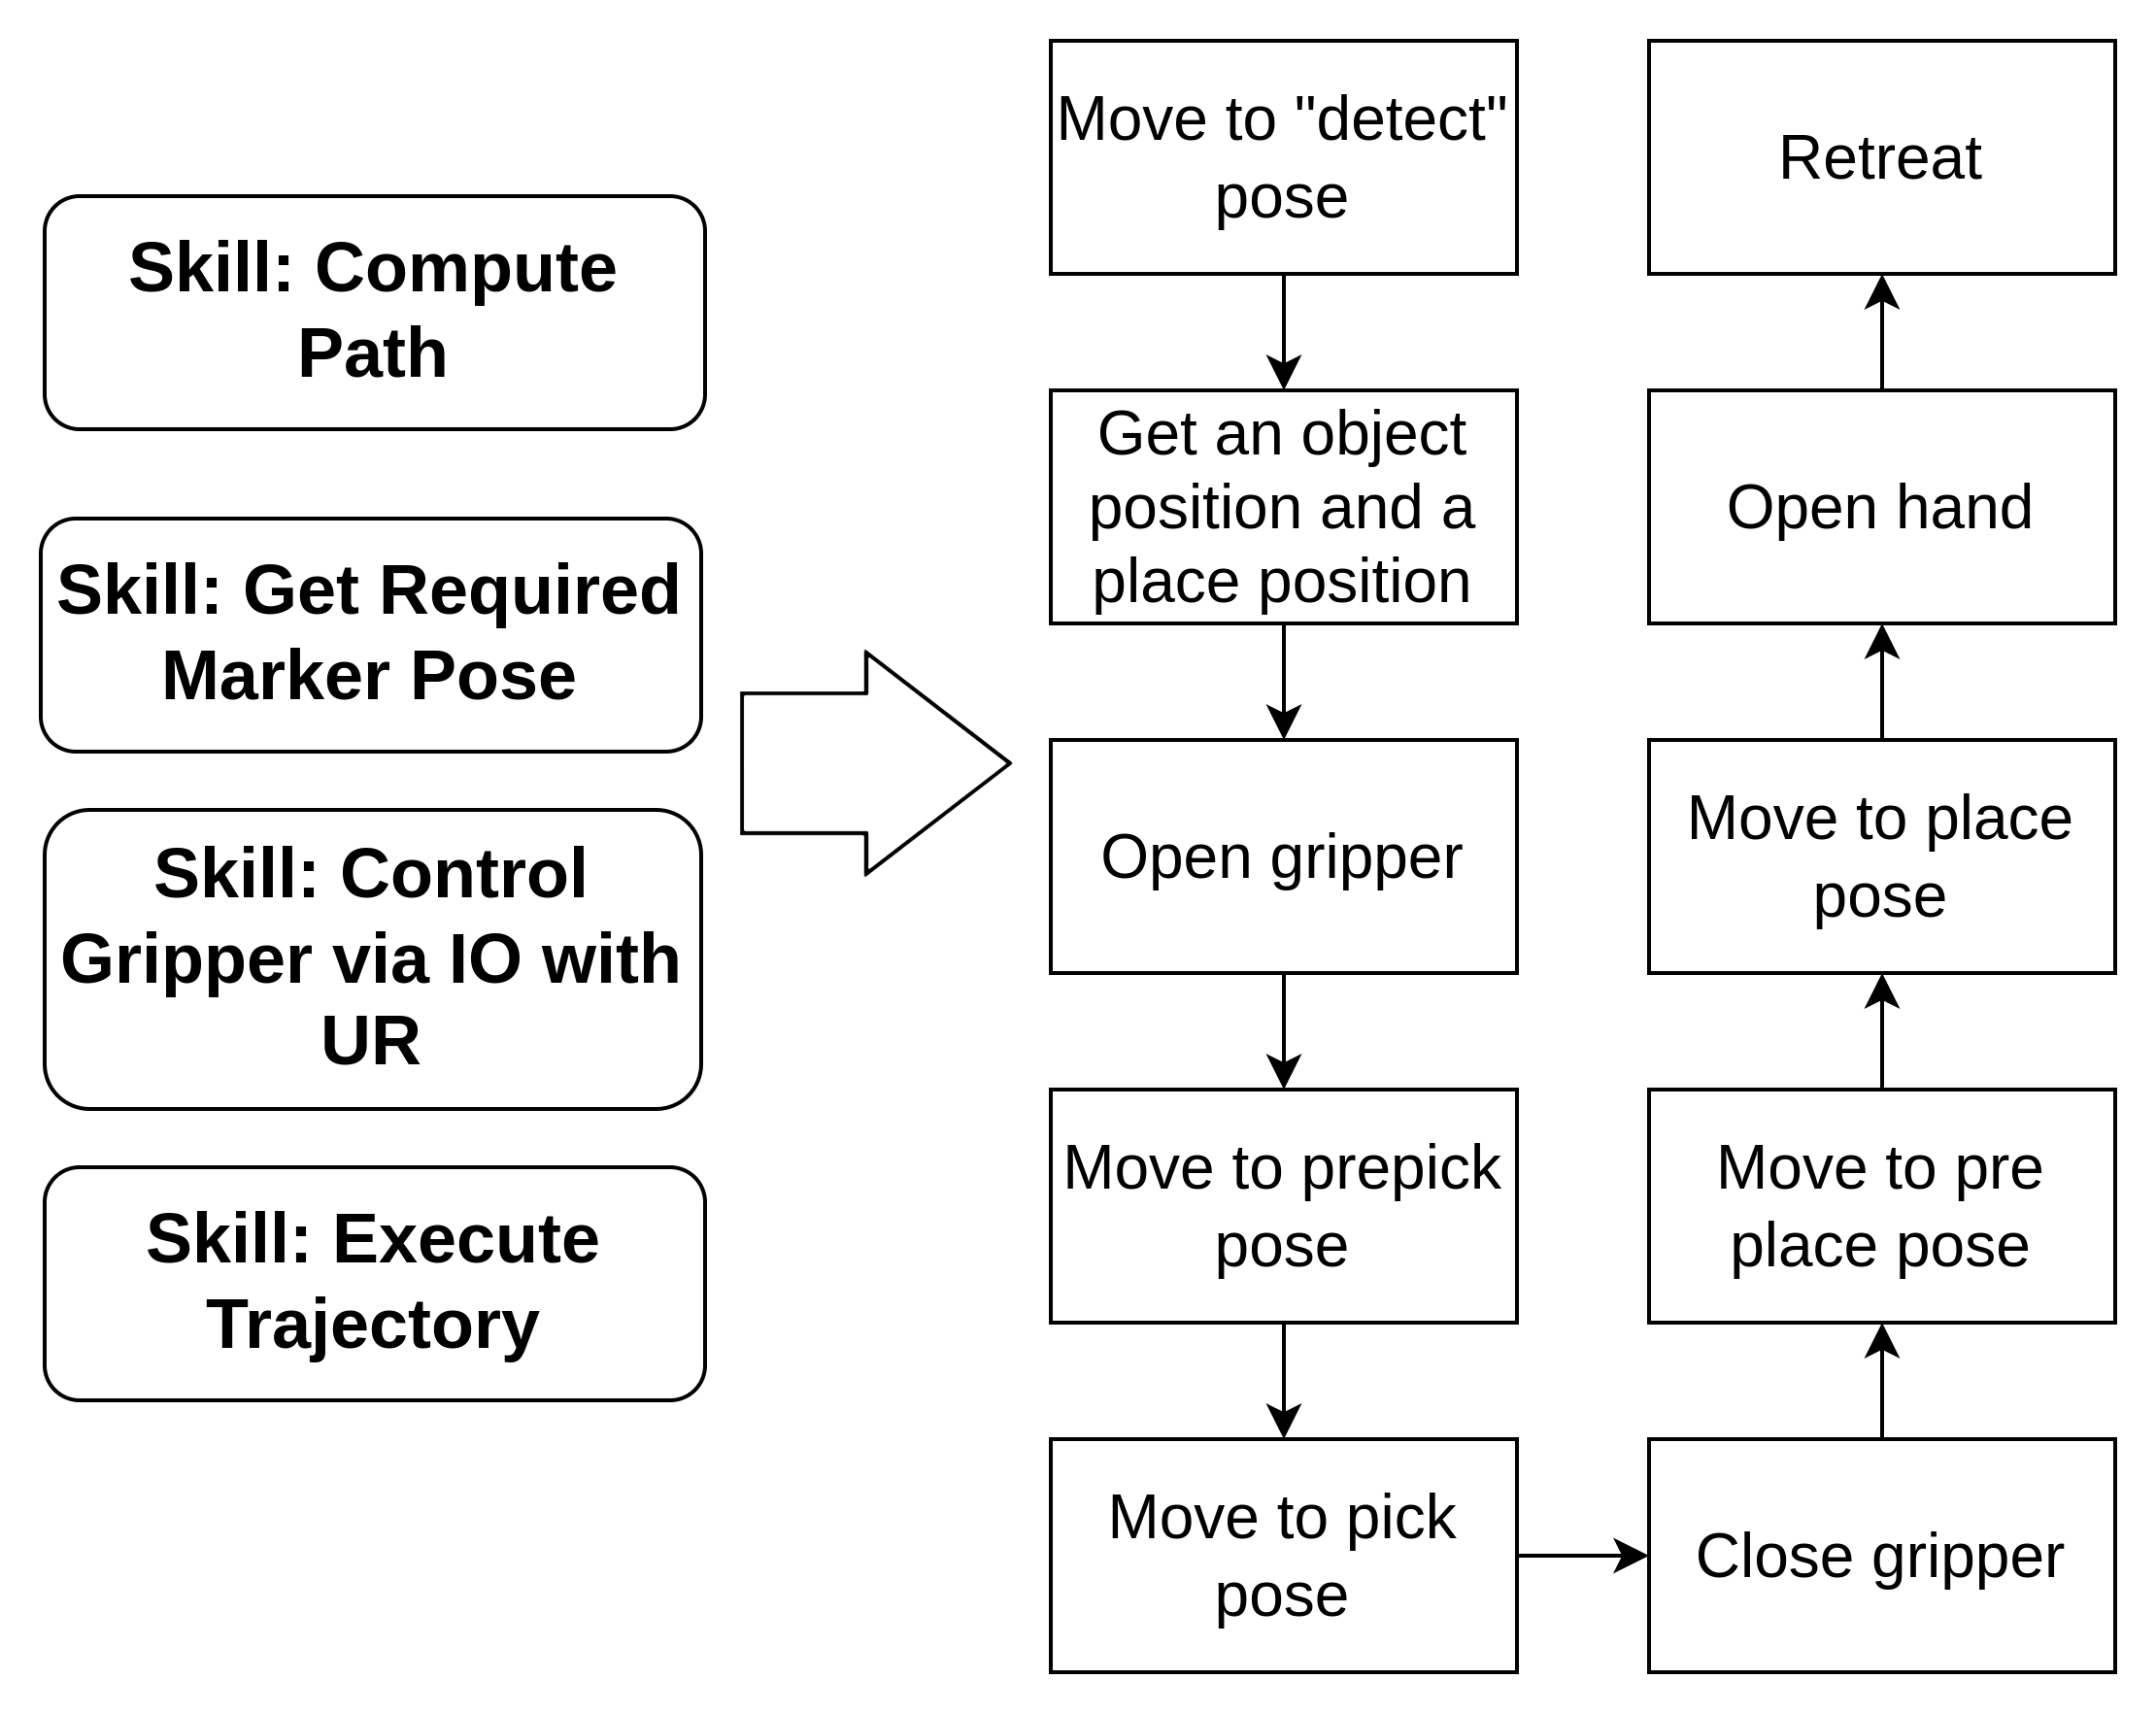 Skill: Compute
Path
Skill: Get Required
Marker Pose
Skill: Control
Gripper via IO with
UR
Skill: Execute
Trajectory
Move to "detect"
pose
Get an object
position and a
place position
Open gripper
Move to prepick
pose
Move to pick
pose
Close gripper
Move to pre
place pose
Move to place
pose
Open hand
Retreat